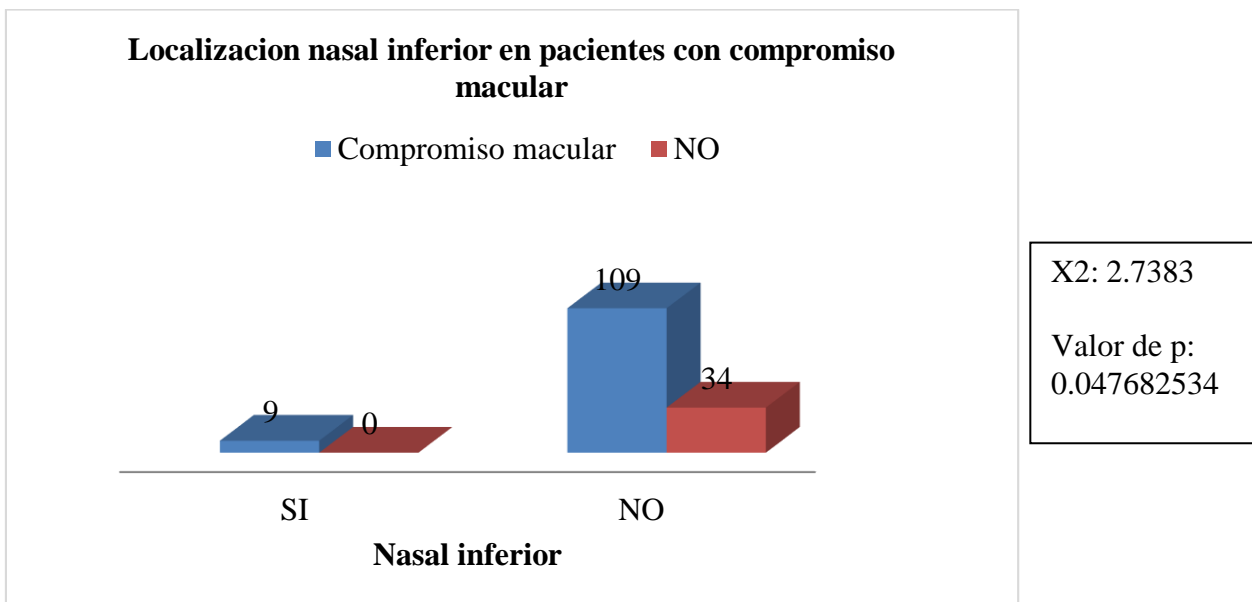 Localizacion nasal inferior en pacientes con compromiso
macular
Compromiso macular NO
109
34
9
0
SI NO
Nasal inferior
X2: 2.7383
Valor de p:
0.047682534